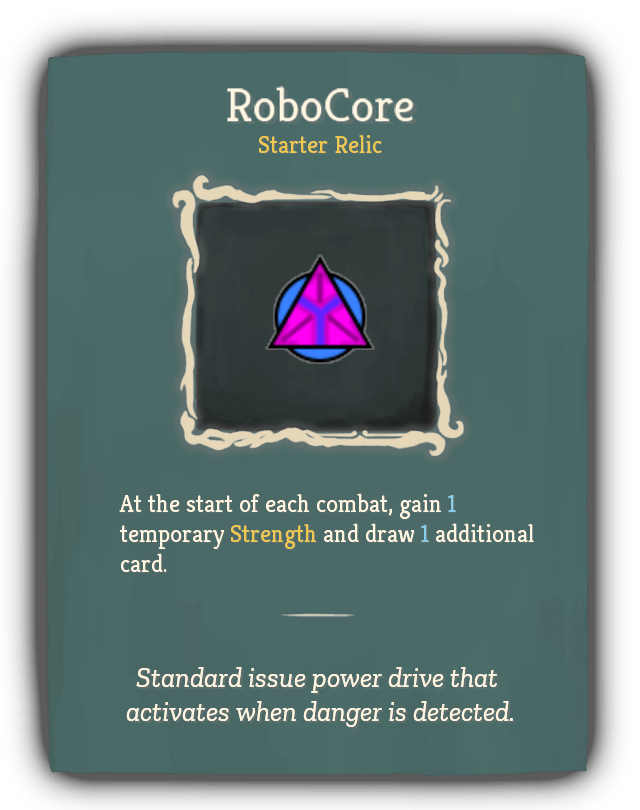 RoboCore
Starter Relic
At the start of each combat, gain 1
temporary Strength and draw 1 additional
card.
Standard issue power drive that
activates when danger is detected.